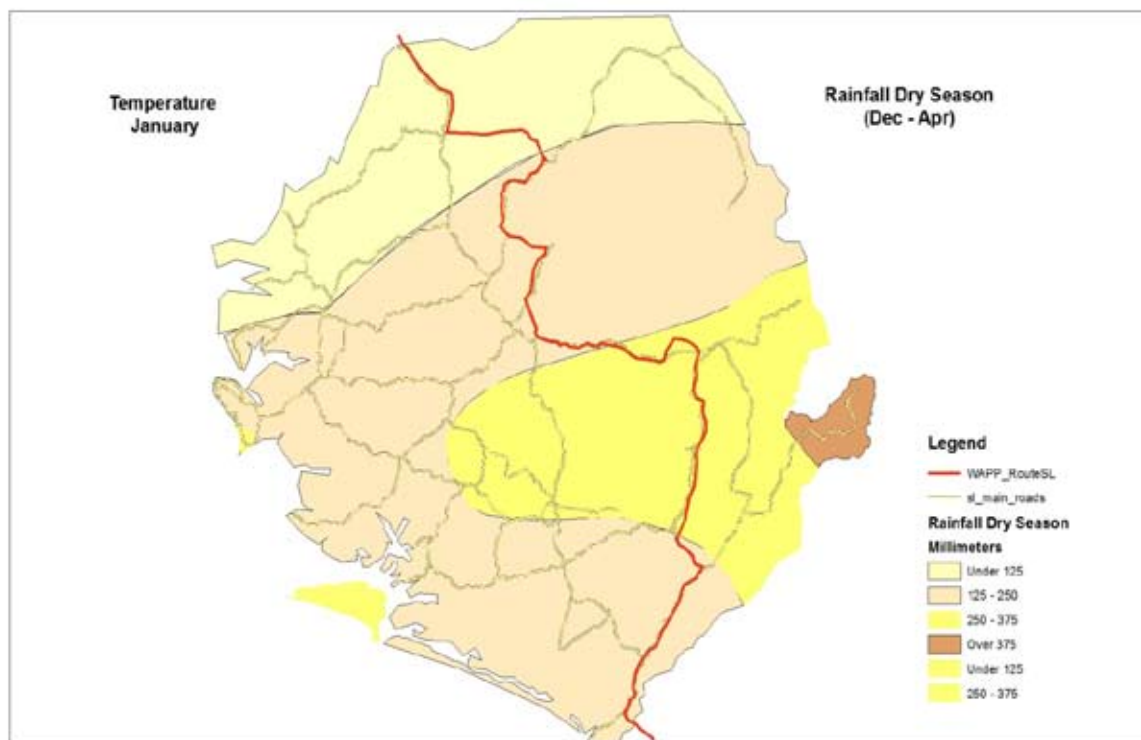 Temperature
January
Rainfall Dry Season
(Dec - Apr)
Legend
WAPP_RouteSL
sl_main_roads
Rainfall Dry Season
Millimeters
Under 125
125 - 250
250 - 375
Over 375
Under 125
250 - 375